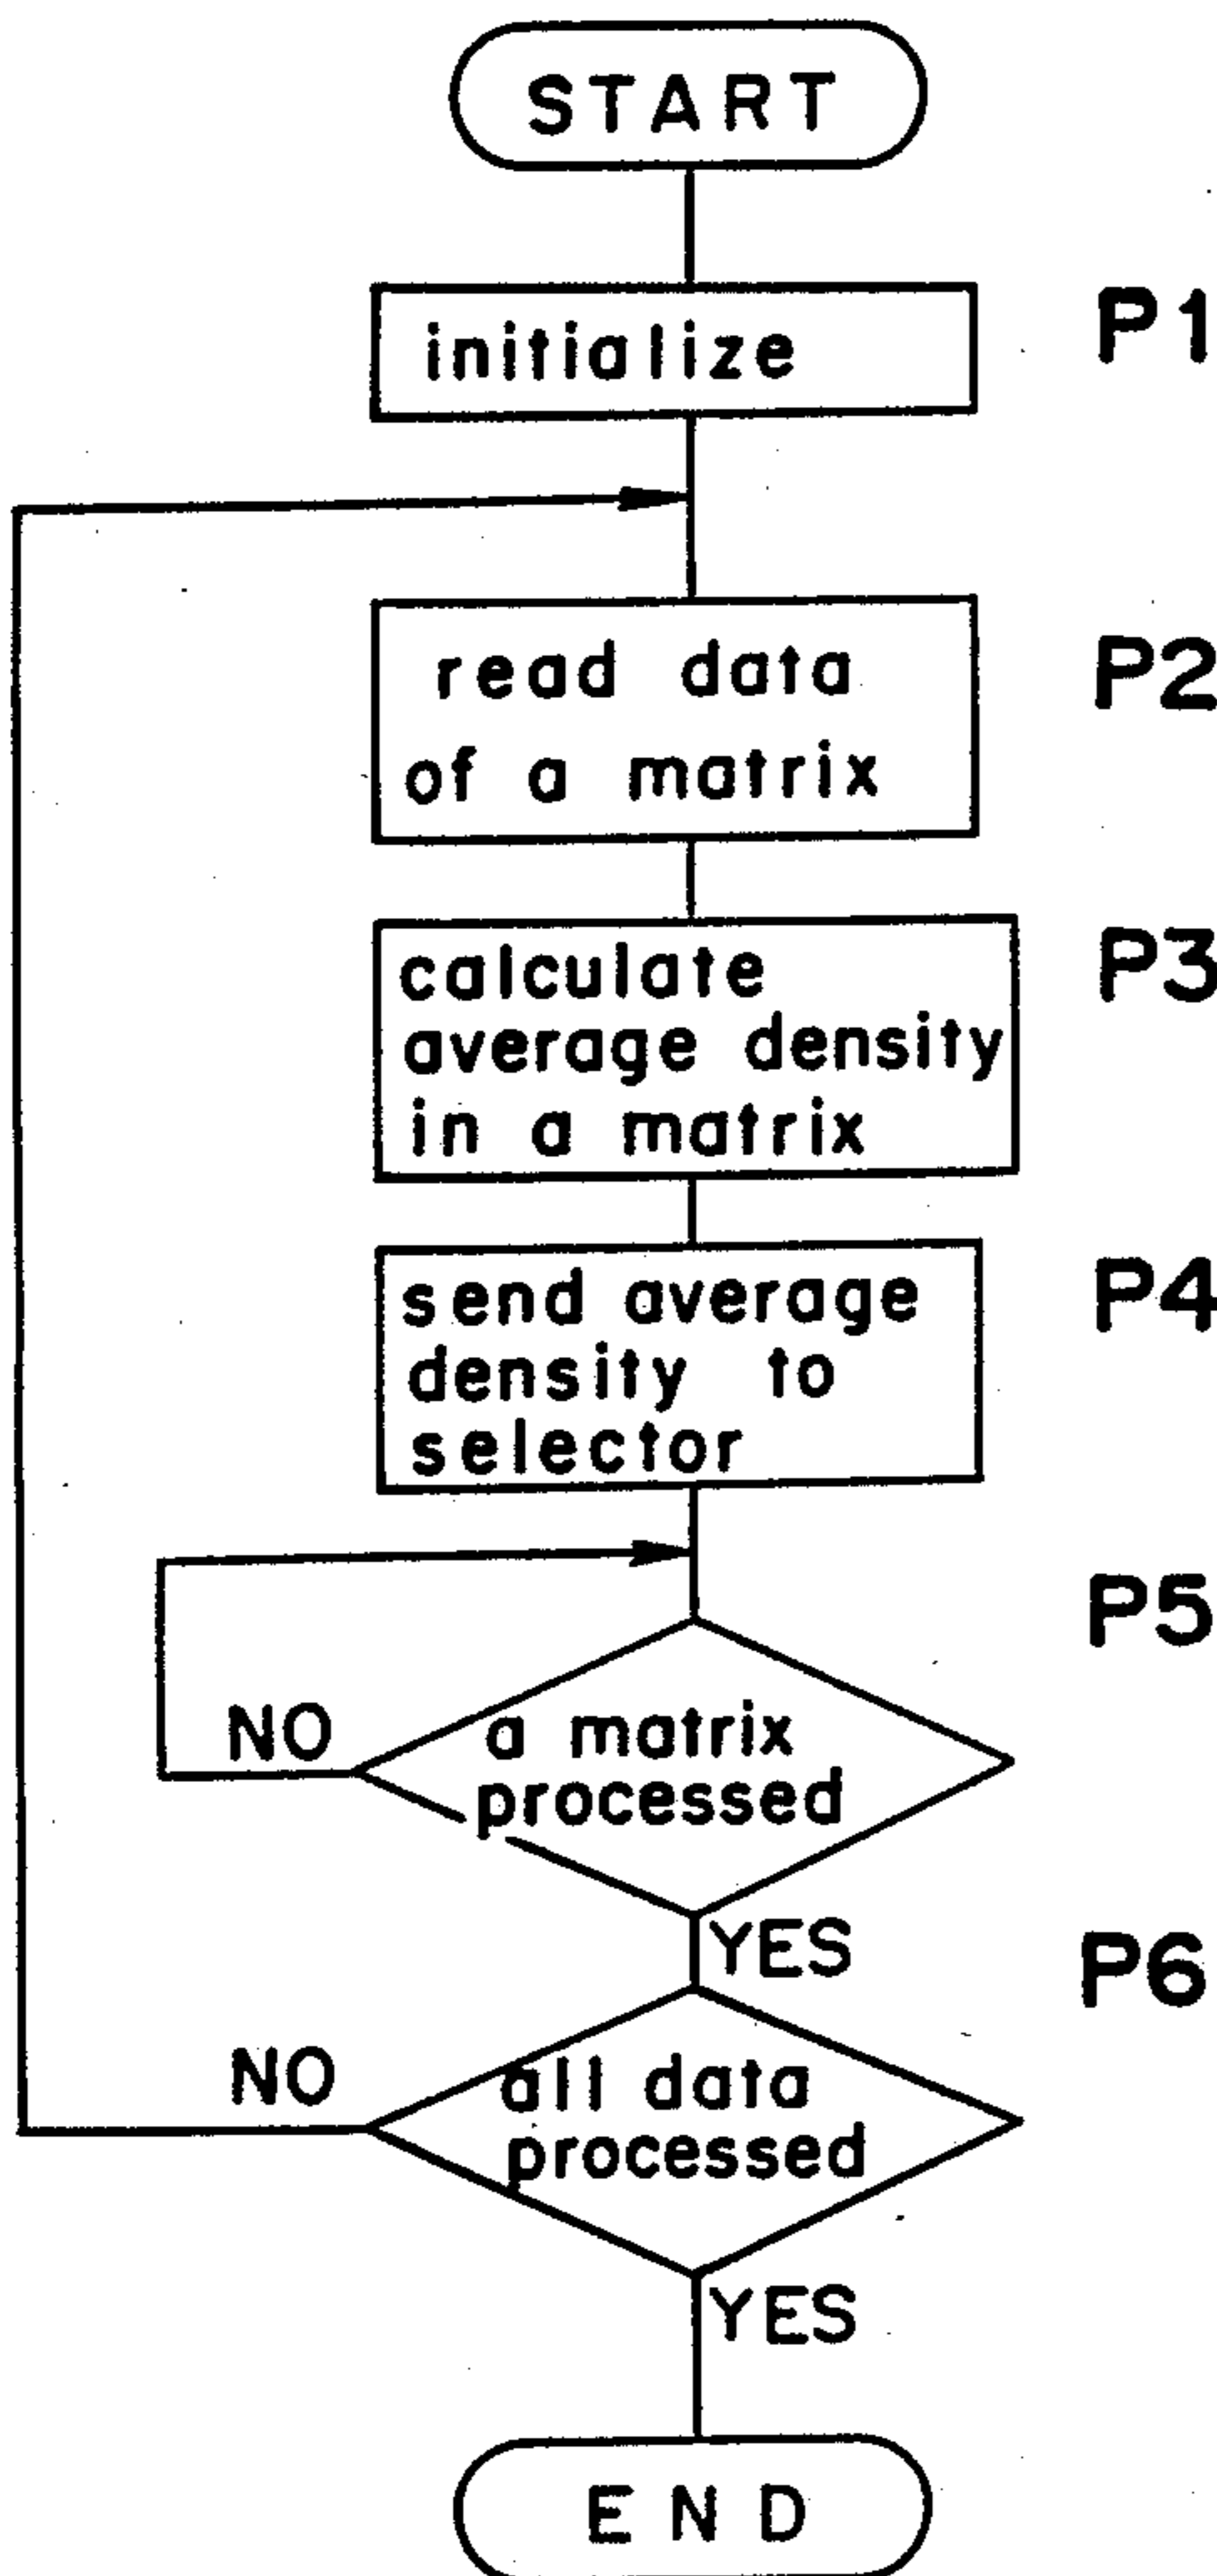 START
initialize
P1
read data
of a matrix
P2
calculate
average density
in a matrix
P3
send average
density to
selector
P4
P5
NO
a matrix
processed
YES
P6
NO
all data
processed
YES
END